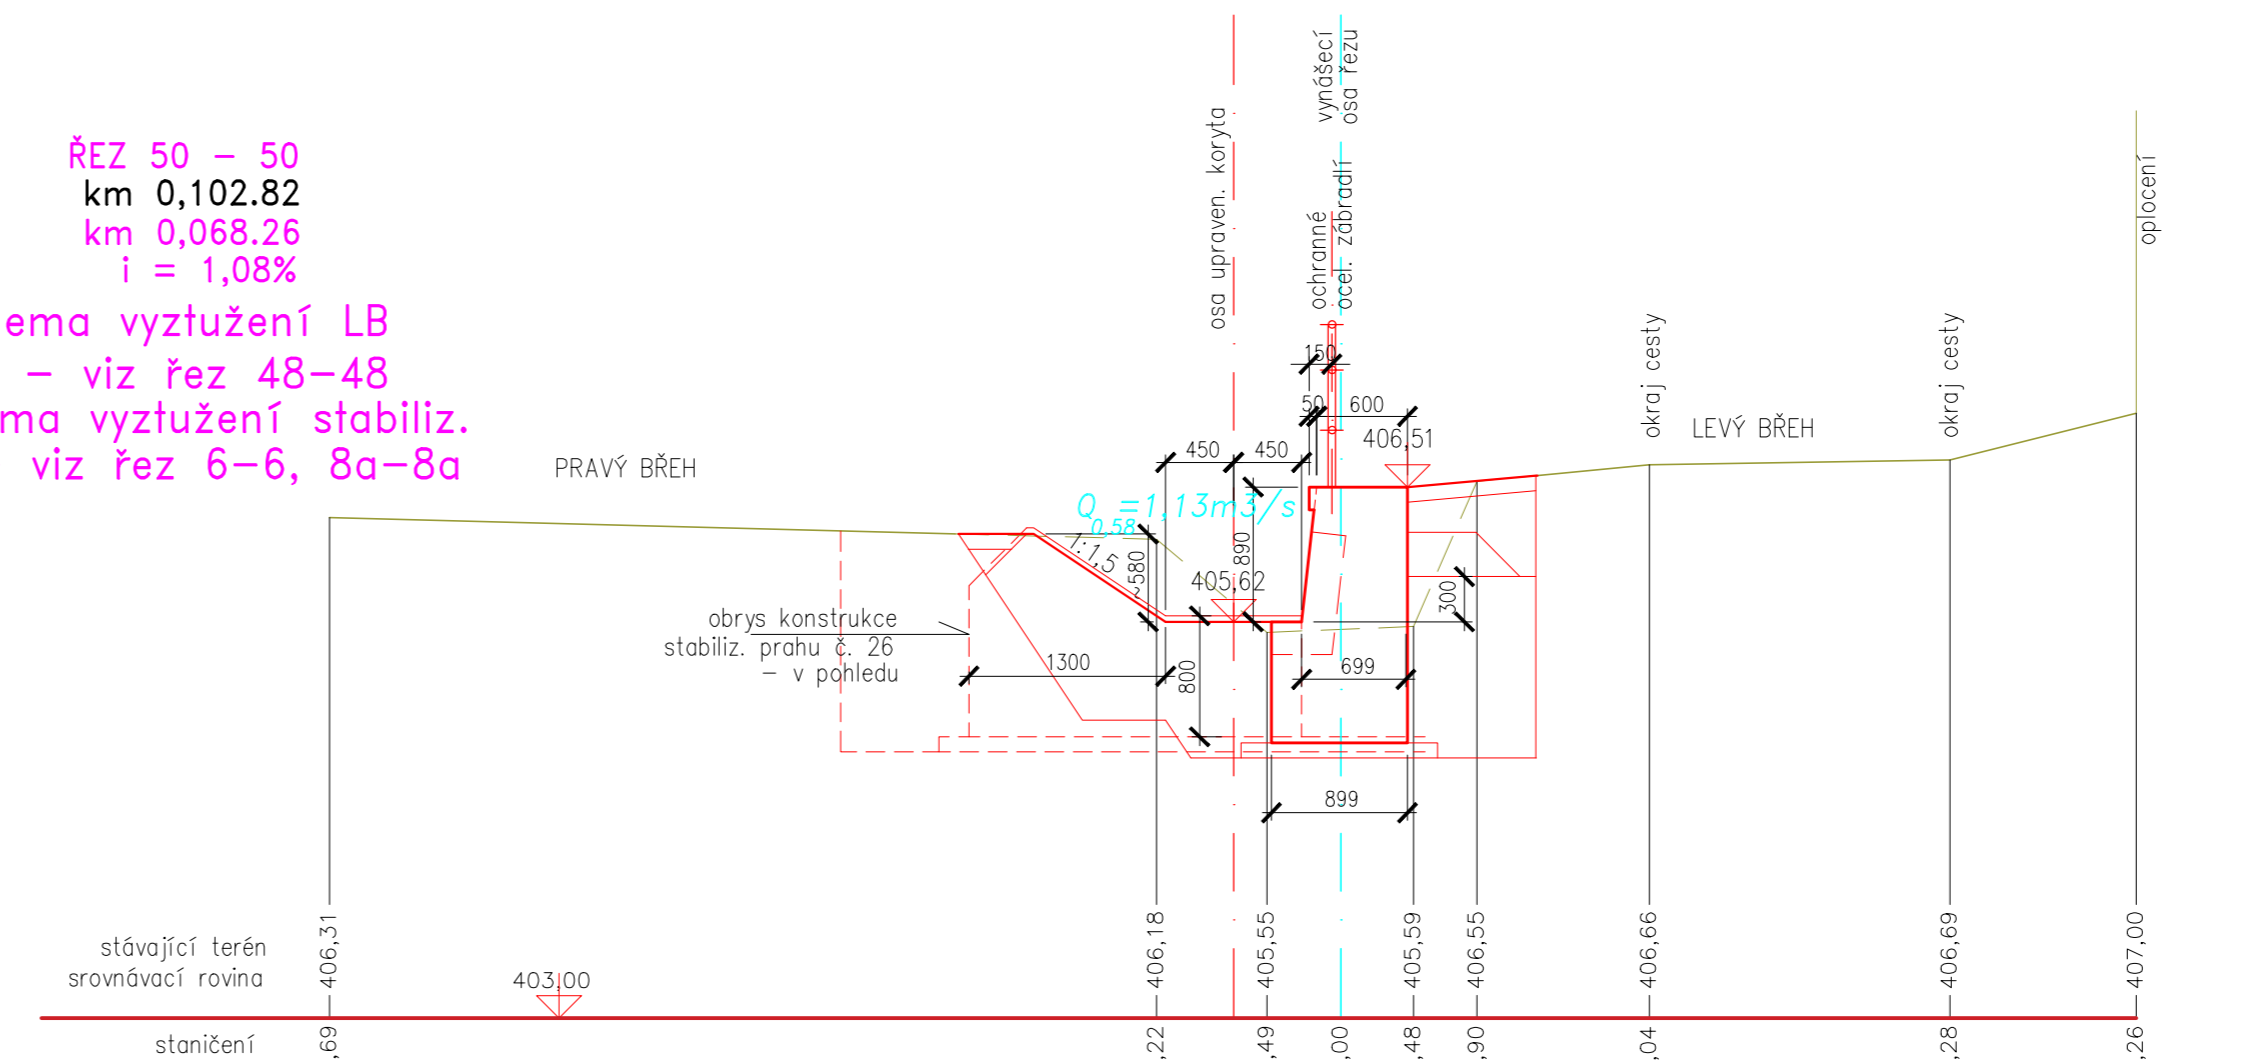 ŘEZ 50 – 50
km 0,102.82
km 0,068.26
i = 1,08%
ema vyztužení LB
– viz řez 48–48
ma vyztužení stabiliz.
viz řez 6–6, 8a–8a
PRAVÝ BŘEH
LEVÝ BŘEH
osa upraven. koryta
vynášecí
osa řezu
ochranné
ocel. zábradlí
okraj cesty
okraj cesty
oplocení
150
50
600
406,51
450
450
Q0,58=1,13m3/s
1:1,5
~580
890
405,62
300
obrys konstrukce
stabiliz. prahu č. 26
– v pohledu
1300
800
699
899
stávající terén
srovnávací rovina
403,00
406,31
406,18
405,55
405,59
406,55
406,66
406,69
407,00
staničení
,69
,22
,49
,00
,48
,90
,04
,28
,26